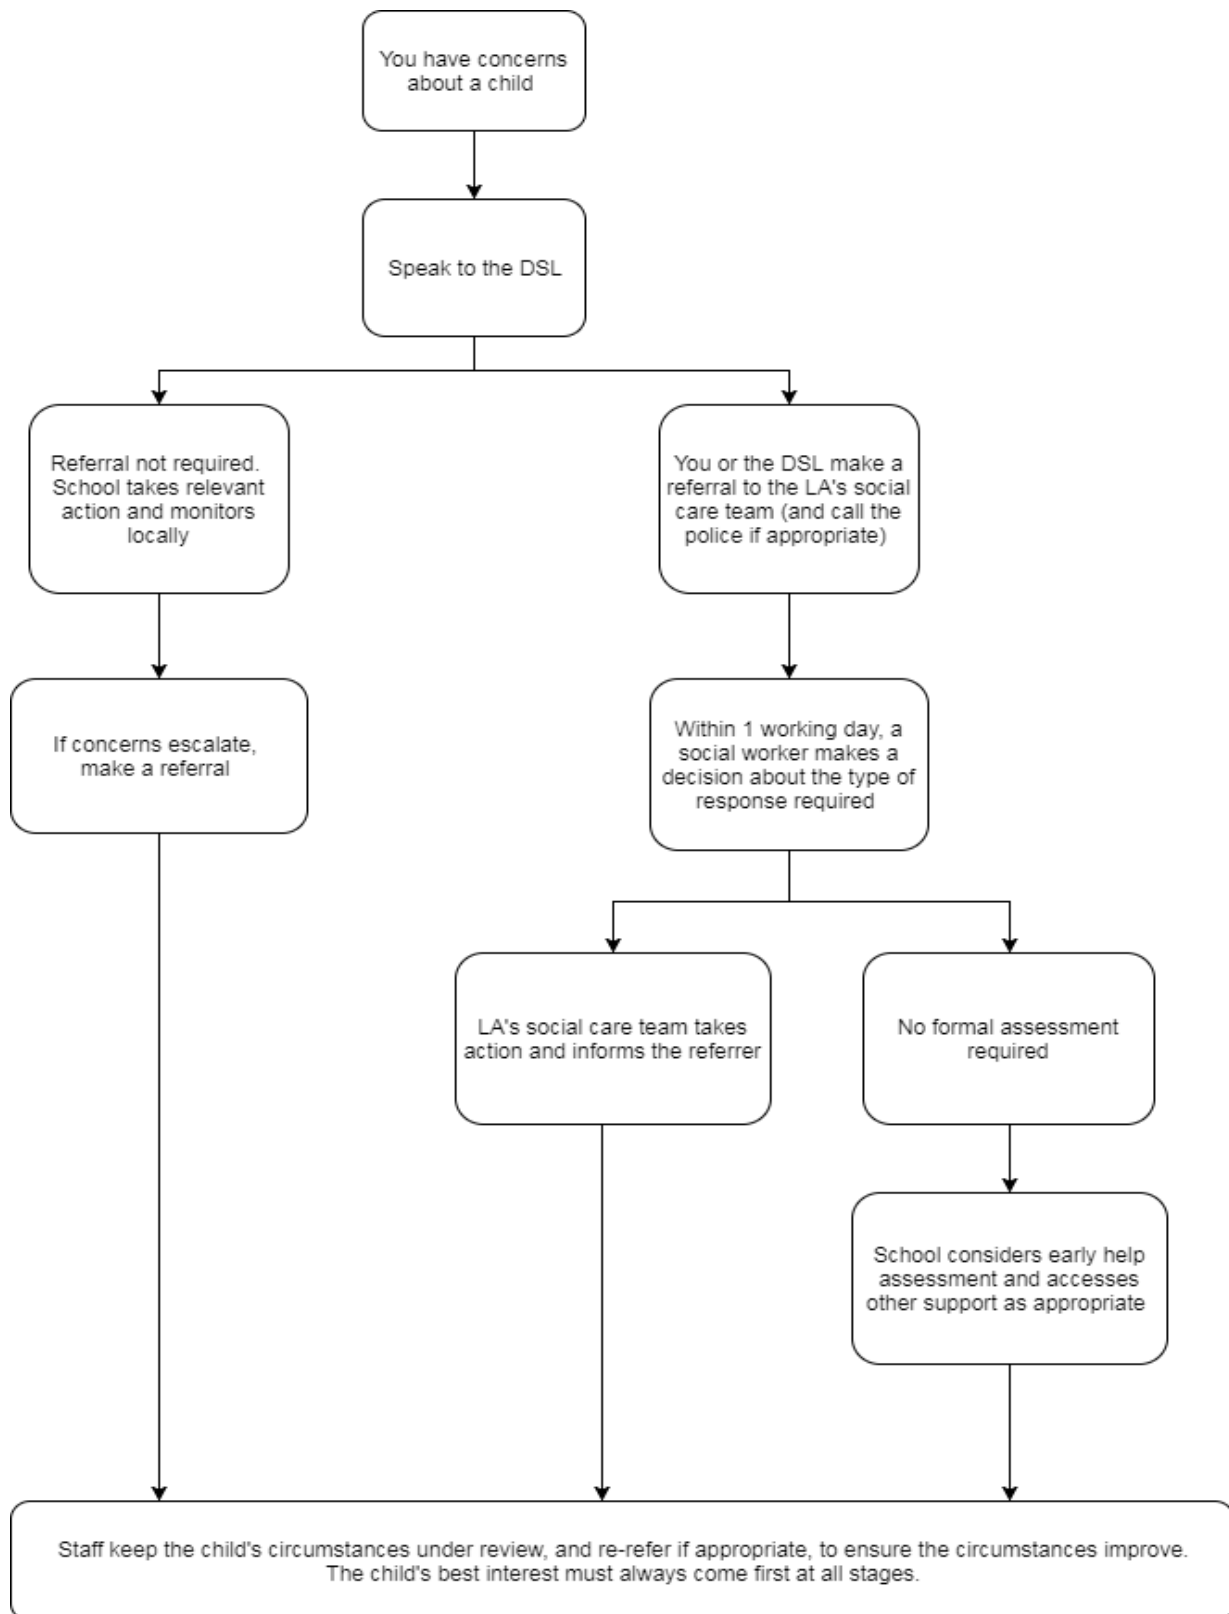 You have concerns
about a child
Speak to the DSL
Referral not required.
School takes relevant
action and monitors
locally
You or the DSL make a
referral to the LA's social
care team (and call the
police if appropriate)
If concerns escalate,
make a referral
Within 1 working day, a
social worker makes a
decision about the type of
response required
LA's social care team takes
action and informs the referrer
No formal assessment
required
School considers early help
assessment and accesses
other support as appropriate
Staff keep the child's circumstances under review, and re-refer if appropriate, to ensure the circumstances improve.
The child's best interest must always come first at all stages.